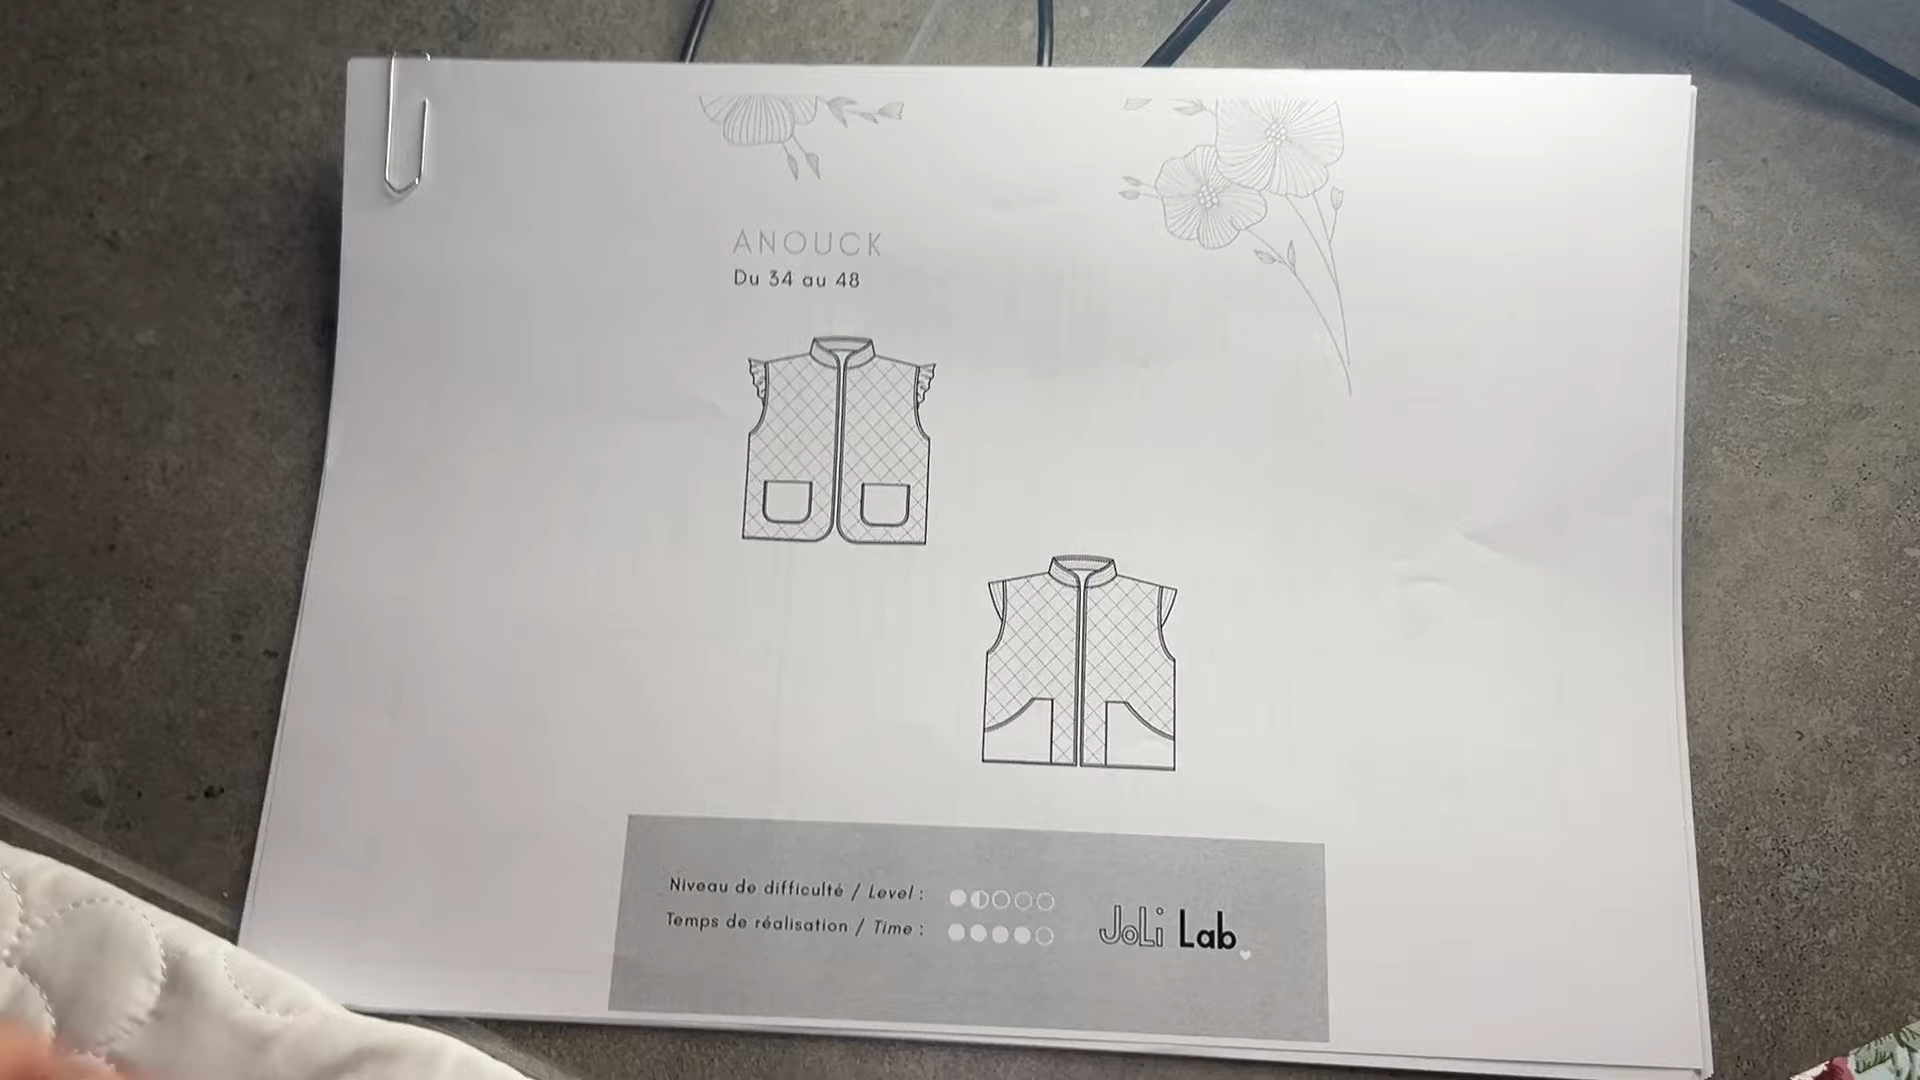 ANOUCK
Du 34 au 48
Niveau de difficulté / Level :
Temps de réalisation / Time :
JoLi Lab